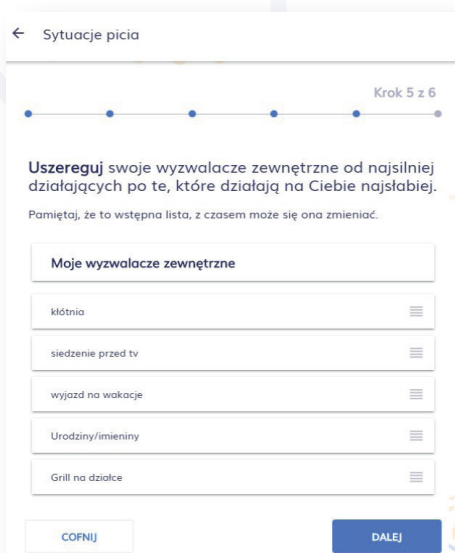 Sytuacje picia
Krok 5 z 6
Uszereguj swoje wyzwalacze zewnętrzne od najsilniej
działających po te, które działają na Ciebie najsłabiej.
Pamiętaj, że to wstępna lista, z czasem może się ona zmieniać.
Moje wyzwalacze zewnętrzne
kłótnia
siedzenie przed tv
wyjazd na wakacje
Urodziny/imieniny
Grill na działce
COFNIJ
DALEJ